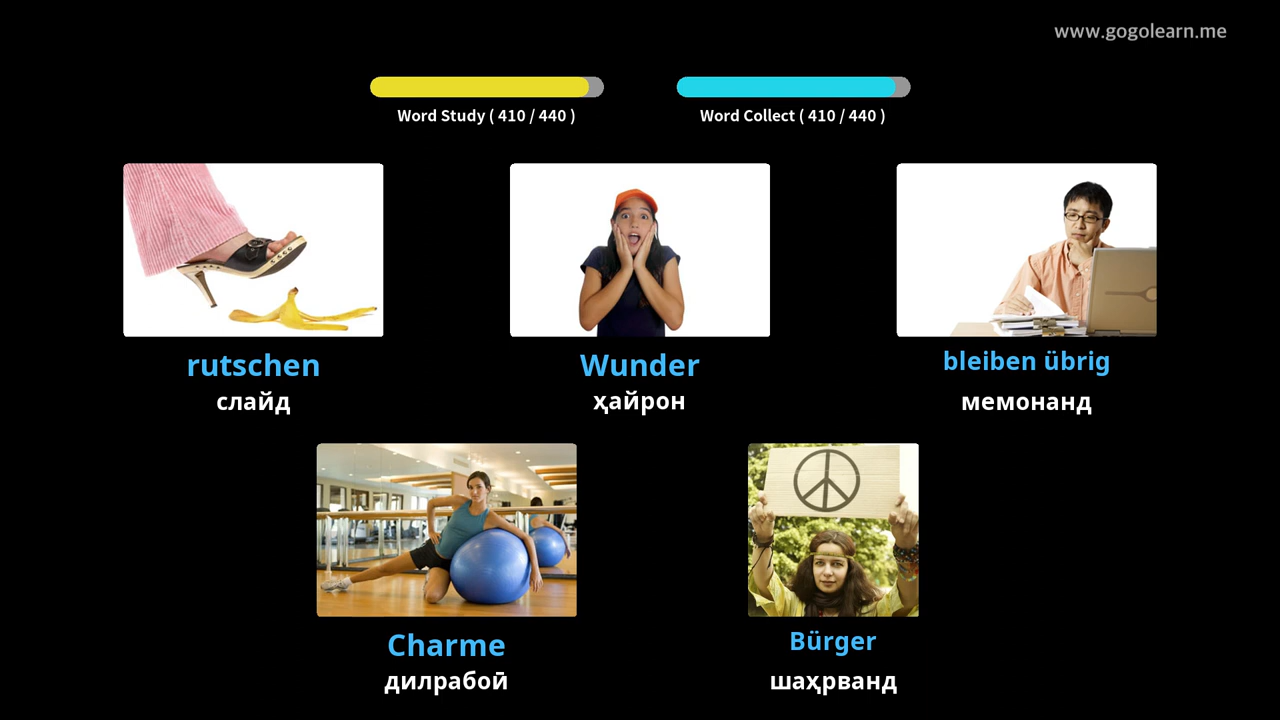 www.gogolearn.me
Word Study ( 410 / 440 )
Word Collect ( 410 / 440 )
rutschen
слайд
Wunder
ҳайрон
bleiben übrig
мемонанд
Charme
дилрабоӣ
Bürger
шаҳрванд